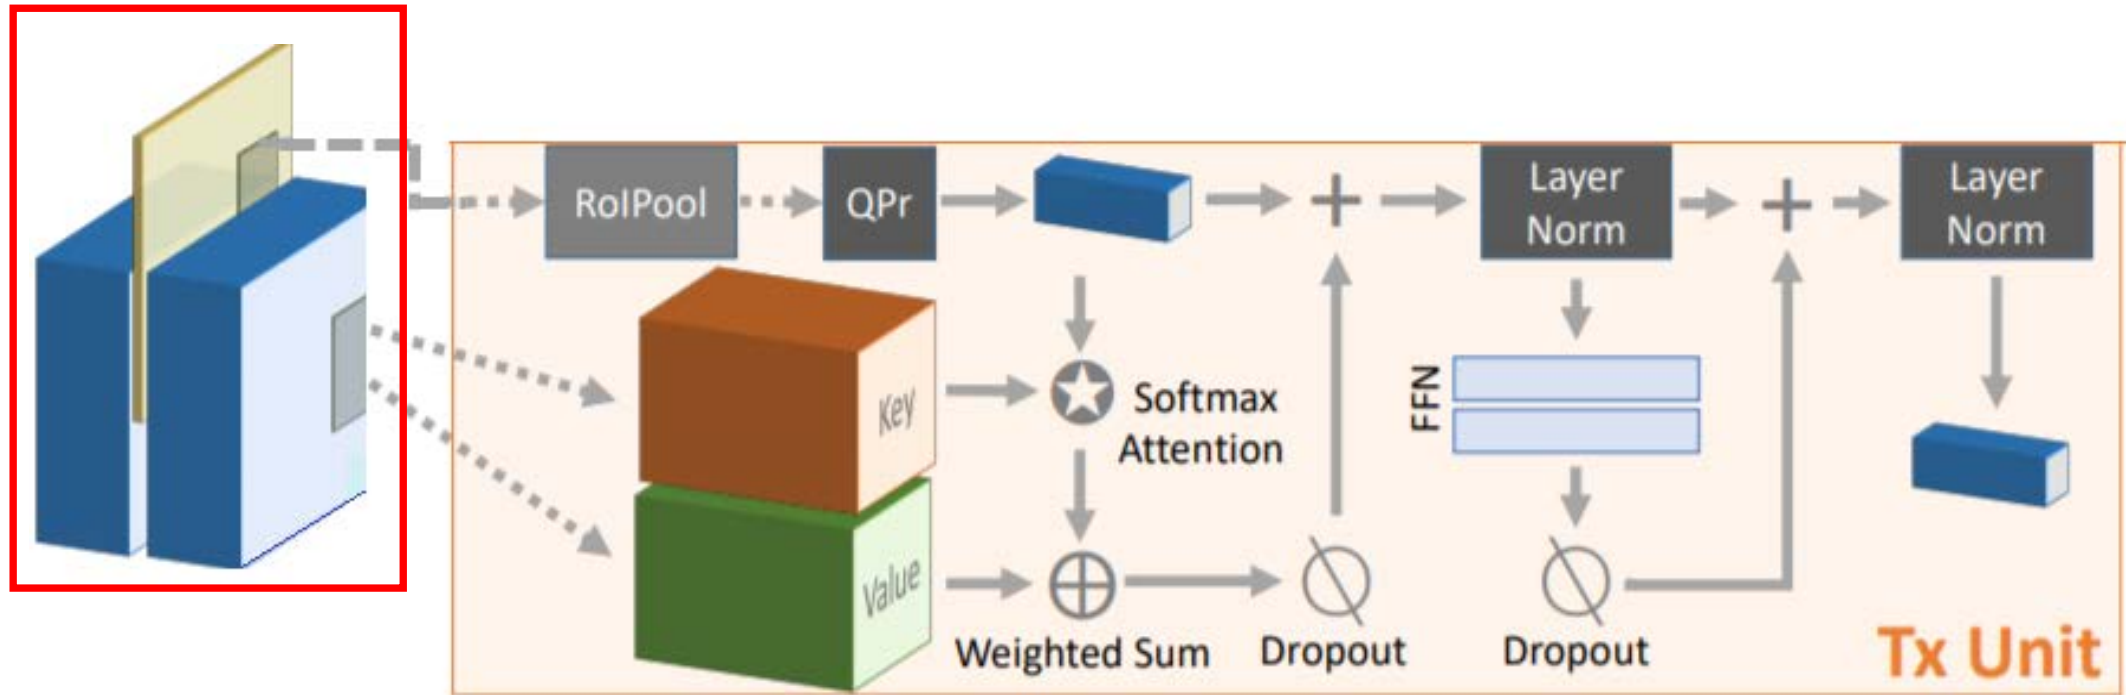 RoIPool
QPr
Layer
Norm
Layer
Norm
Key
Softmax
Attention
FFN
Value
Weighted Sum
Dropout
Dropout
Tx Unit